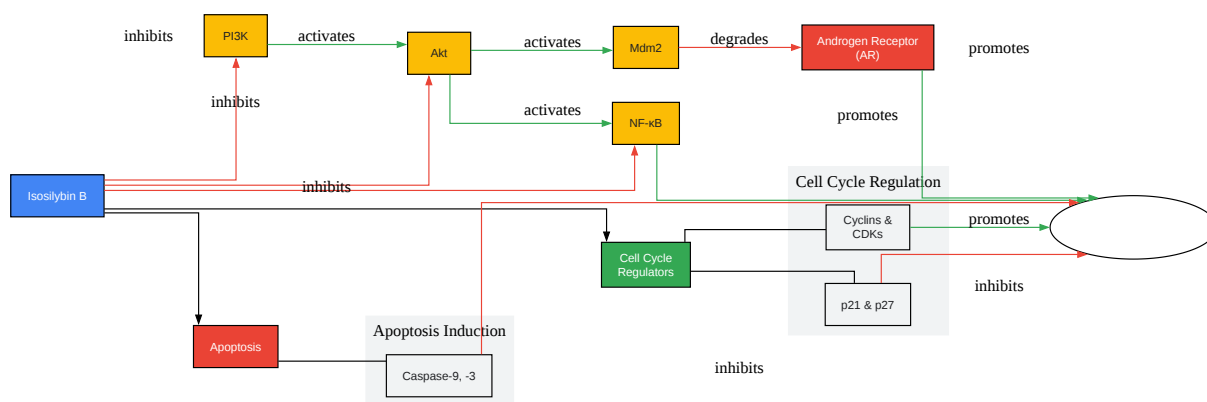 inhibits
PI3K
activates
Akt
activates
Mdm2
degrades
Androgen Receptor
(AR)
promotes
inhibits
activates
NF-κB
promotes
Isosilybin B
inhibits
Cell Cycle Regulation
Cyclins &
CDKs
promotes
Cell Cycle
Regulators
p21 & p27
inhibits
Apoptosis
Apoptosis Induction
Caspase-9, -3
inhibits